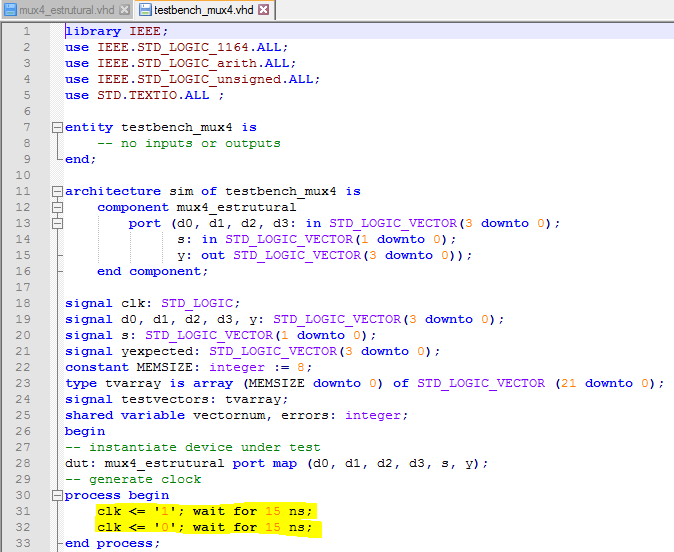 mux4_estrutural.vhd testbench_mux4.vhd
1 library IEEE;
2 use IEEE.STD_LOGIC_1164.ALL;
3 use IEEE.STD_LOGIC_arith.ALL;
4 use IEEE.STD_LOGIC_unsigned.ALL;
5 use STD.TEXTIO.ALL ;
6
7 entity testbench_mux4 is
8 -- no inputs or outputs
9 end;
10
11 architecture sim of testbench_mux4 is
12 component mux4_estrutural
13 port (d0, d1, d2, d3: in STD_LOGIC_VECTOR(3 downto 0);
14 s: in STD_LOGIC_VECTOR(1 downto 0);
15 y: out STD_LOGIC_VECTOR(3 downto 0));
16 end component;
17
18 signal clk: STD_LOGIC;
19 signal d0, d1, d2, d3, y: STD_LOGIC_VECTOR(3 downto 0);
20 signal s: STD_LOGIC_VECTOR(1 downto 0);
21 signal yexpected: STD_LOGIC_VECTOR(3 downto 0);
22 constant MEMSIZE: integer := 8;
23 type tvarray is array (MEMSIZE downto 0) of STD_LOGIC_VECTOR (21 downto 0);
24 signal testvectors: tvarray;
25 shared variable vectornum, errors: integer;
26 begin
27 -- instantiate device under test
28 dut: mux4_estrutural port map (d0, d1, d2, d3, s, y);
29 -- generate clock
30 process begin
31 clk <= '1'; wait for 15 ns;
32 clk <= '0'; wait for 15 ns;
33 end process;